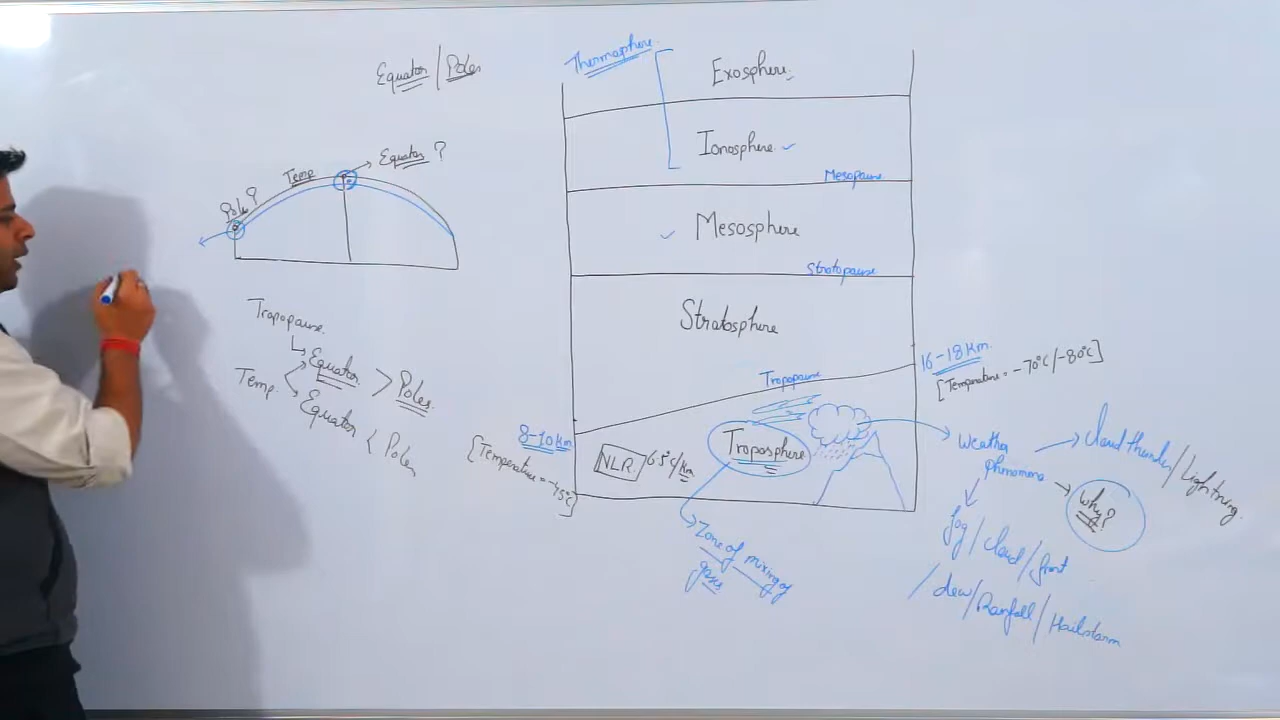 Equator / Poles
Equator ?
Temp
Poles ?
Tropopause
Equator > Poles.
Temp.
Equator < Poles
Thermosphere
Exosphere
Ionosphere
Mesopause
Mesosphere
Stratopause
Stratosphere
16-18 Km.
[Temperature = -70°C/-80°C]
Tropopause
8-10 Km
[Temperature = -45°C]
NLR. 6.5°C/Km
Troposphere
Zone of mixing of
gases
Weather
phenomena
Cloud thunder/Lightning.
Why?
fog/cloud/frost
/dew/Rainfall/Hailstorm